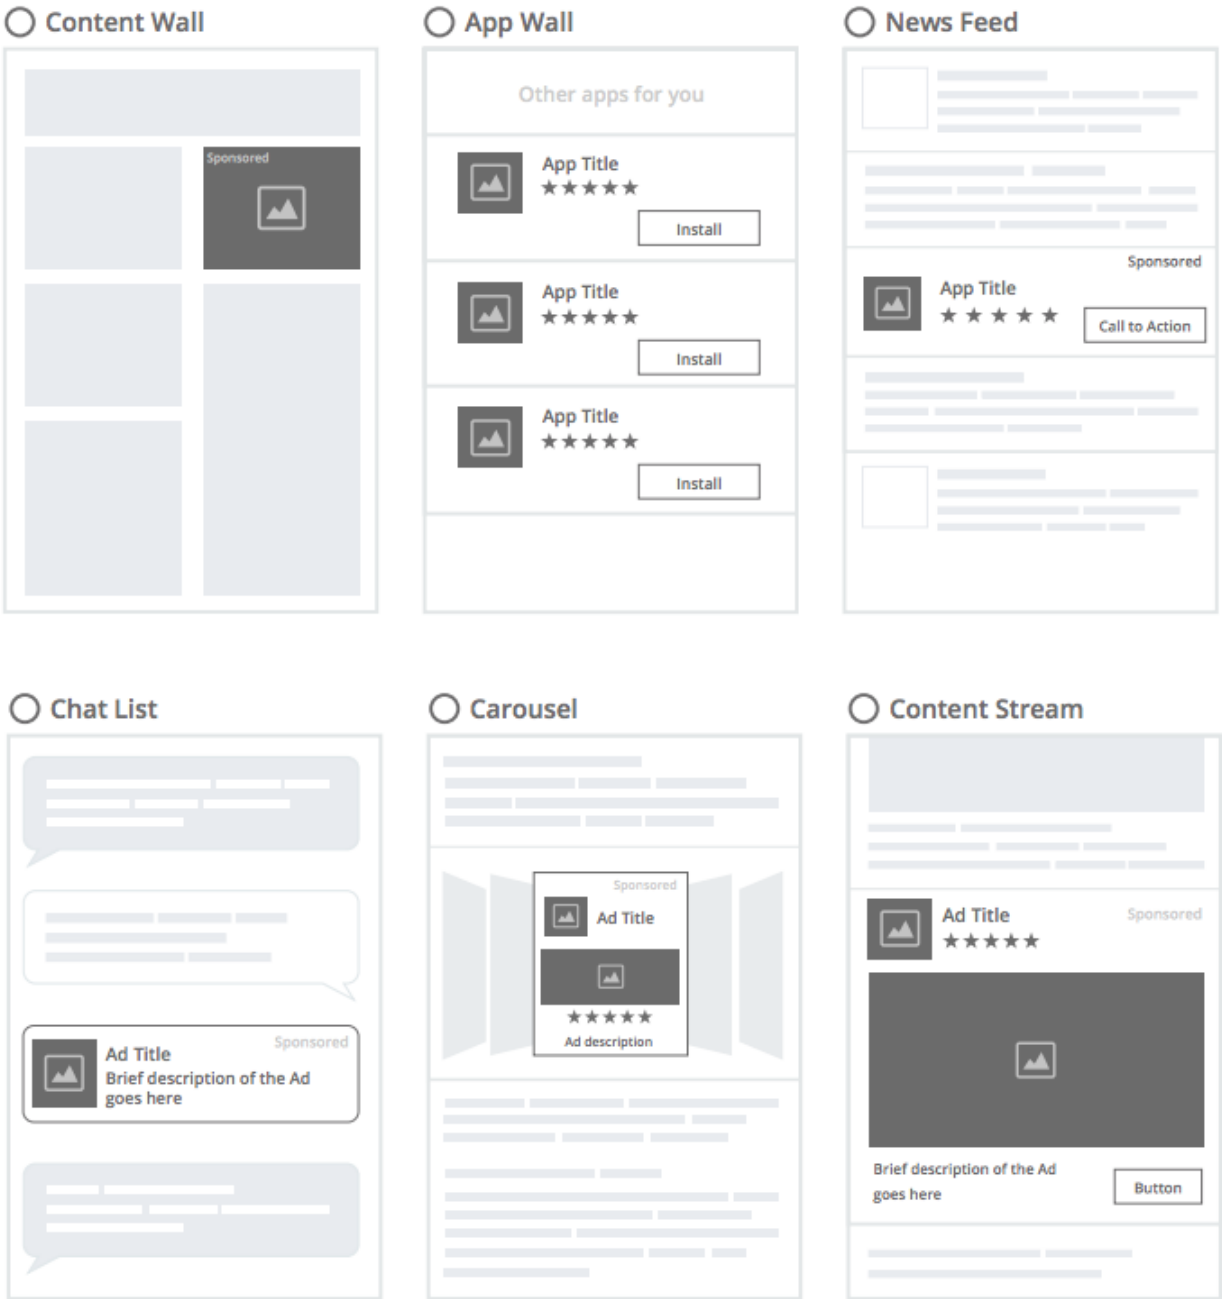 Content Wall
Sponsored
App Wall
Other apps for you
App Title
Install
App Title
Install
App Title
Install
News Feed
Sponsored
App Title
Call to Action
Chat List
Ad Title
Sponsored
Brief description of the Ad
goes here
Carousel
Sponsored
Ad Title
Ad description
Content Stream
Ad Title
Sponsored
Brief description of the Ad
goes here
Button